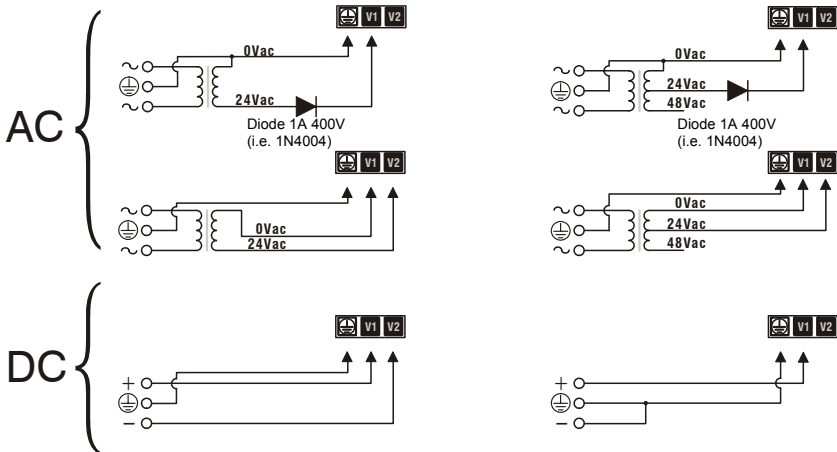 AC
V1 V2
0Vac
24Vac
Diode 1A 400V
(i.e. 1N4004)
V1 V2
0Vac
24Vac
48Vac
Diode 1A 400V
(i.e. 1N4004)
V1 V2
0Vac
24Vac
V1 V2
0Vac
24Vac
48Vac
DC
V1 V2
+
−
V1 V2
+
−